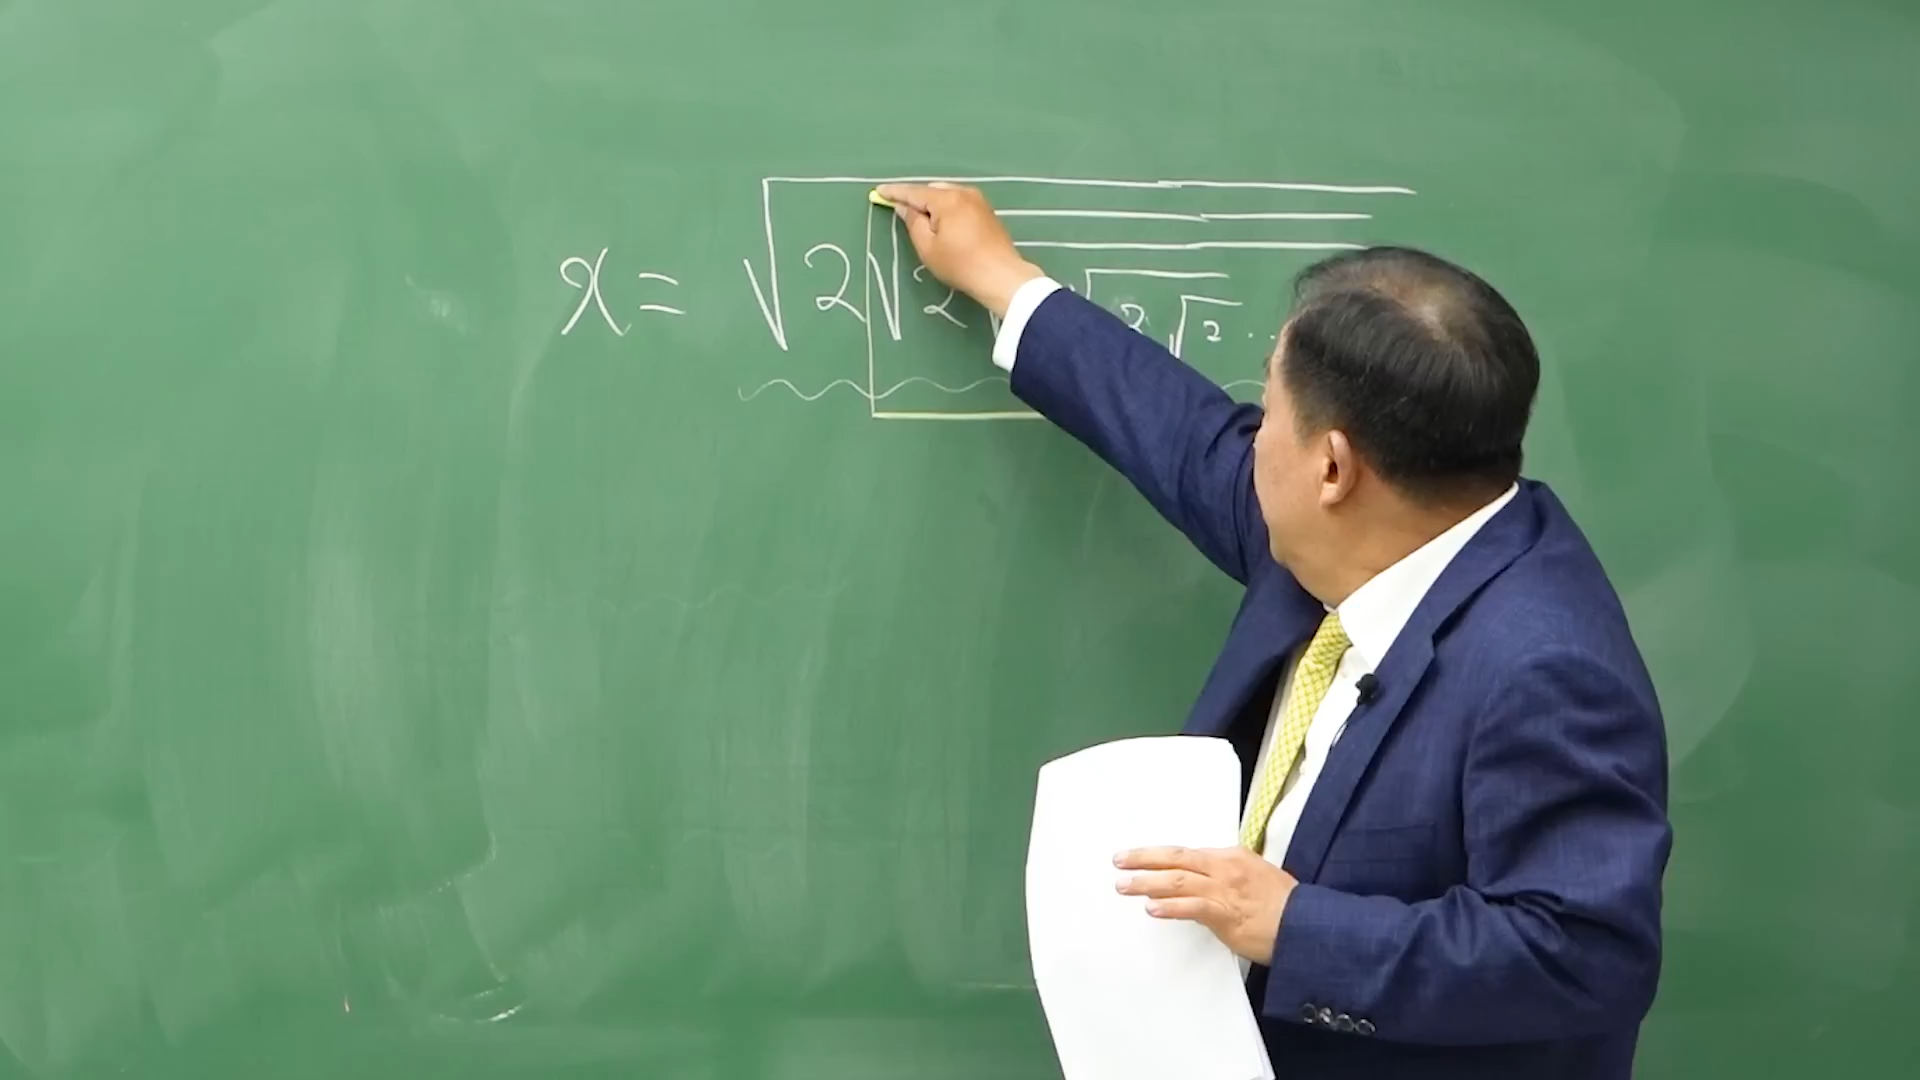 x = √2√2√ √2√2 ...